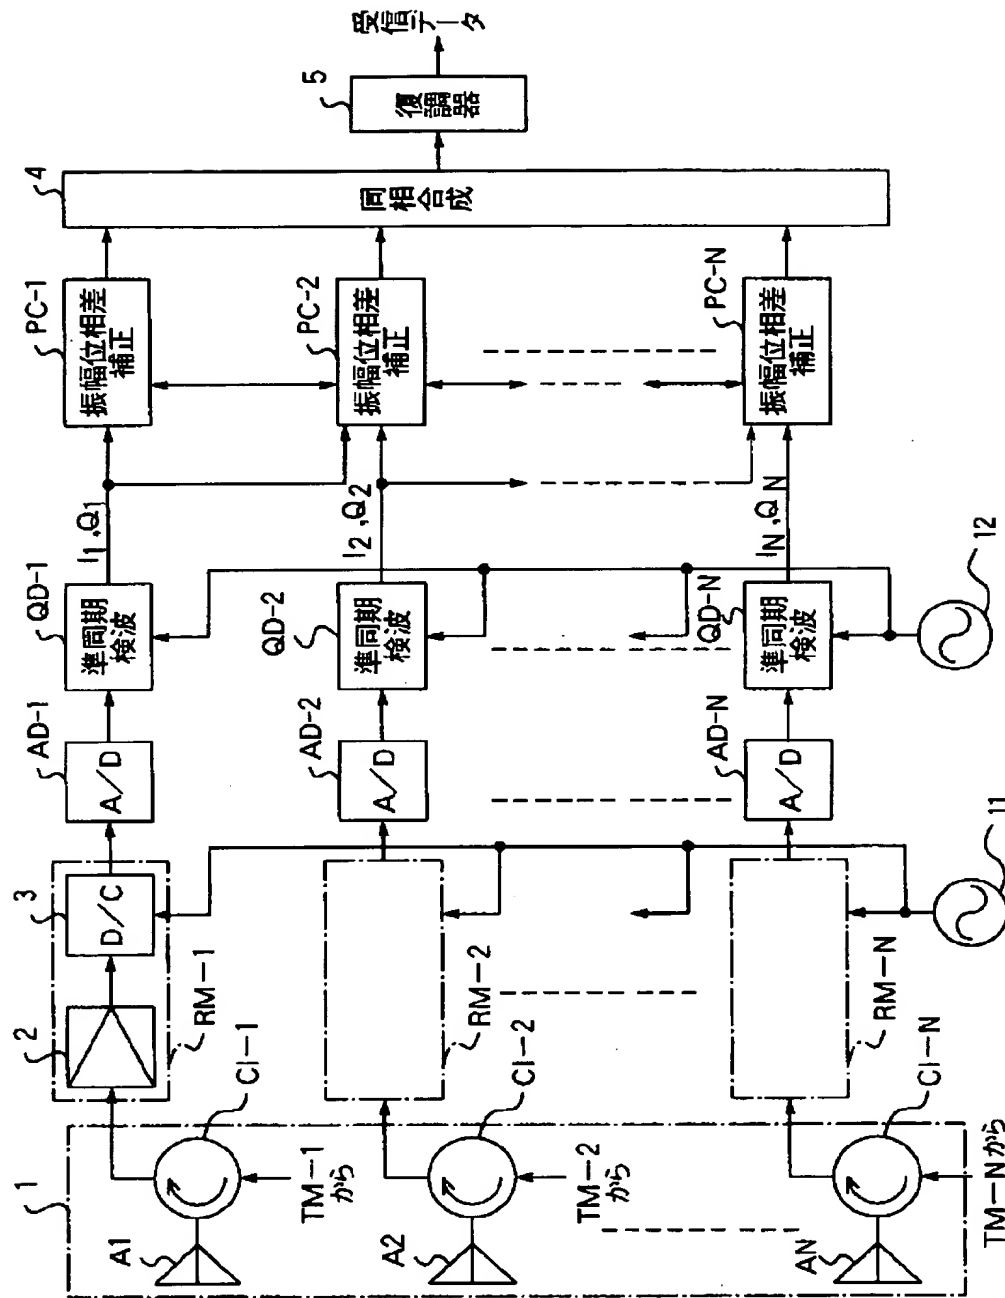 1
A1
CI-1
TM-1
から
A2
CI-2
TM-2
から
AN
CI-N
TM-Nから
2
3
D/C
RM-1
RM-2
RM-N
11
AD-1
A/D
AD-2
A/D
AD-N
A/D
QD-1
準同期
検波
QD-2
準同期
検波
QD-N
準同期
検波
12
I1,Q1
I2,Q2
IN,QN
PC-1
振幅位相差
補正
PC-2
振幅位相差
補正
PC-N
振幅位相差
補正
4
同相合成
5
復調器
受信データ